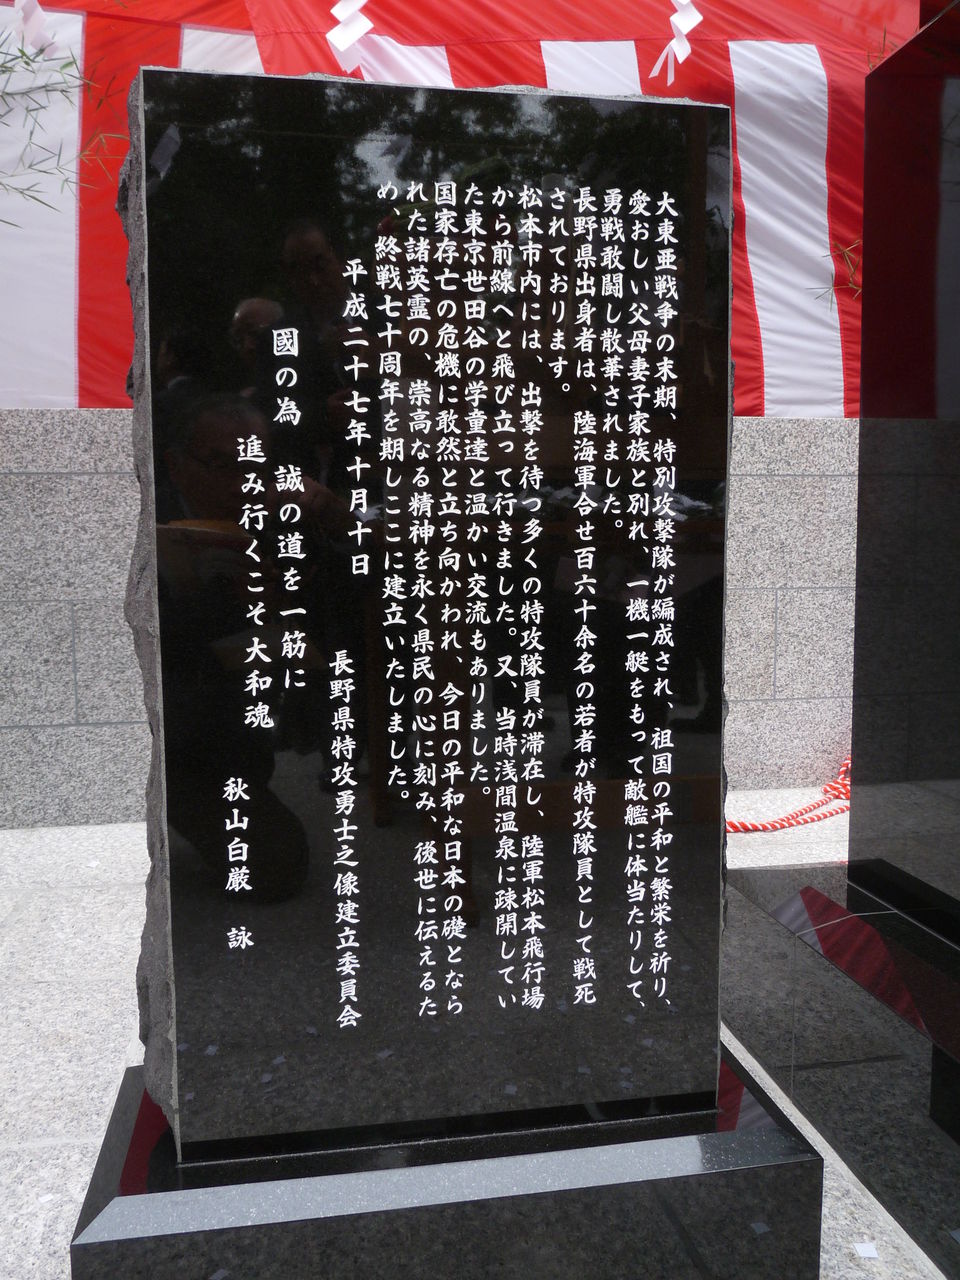 大東亜戦争の末期、特別攻撃隊が編成され、祖国の平和と繁栄を祈り、
愛おしい父母妻子家族と別れ、一機一艇をもって敵艦に体当たりして、
勇戦敢闘し散華されました。
長野県出身者は、陸海軍合せ百六十余名の若者が特攻隊員として戦死
されております。
松本市内には、出撃を待つ多くの特攻隊員が滞在し、陸軍松本飛行場
から前線へと飛び立って行きました。又、当時浅間温泉に疎開してい
た東京世田谷の学童達と温かい交流もありました。
国家存亡の危機に敢然と立ち向かわれ、今日の平和な日本の礎となら
れた諸英霊の、崇高なる精神を永く県民の心に刻み、後世に伝えるた
め、終戦七十周年を期しここに建立いたしました。
平成二十七年十月十日
長野県特攻勇士之像建立委員会
國の為　誠の道を一筋に
進み行くこそ大和魂
秋山白厳　詠